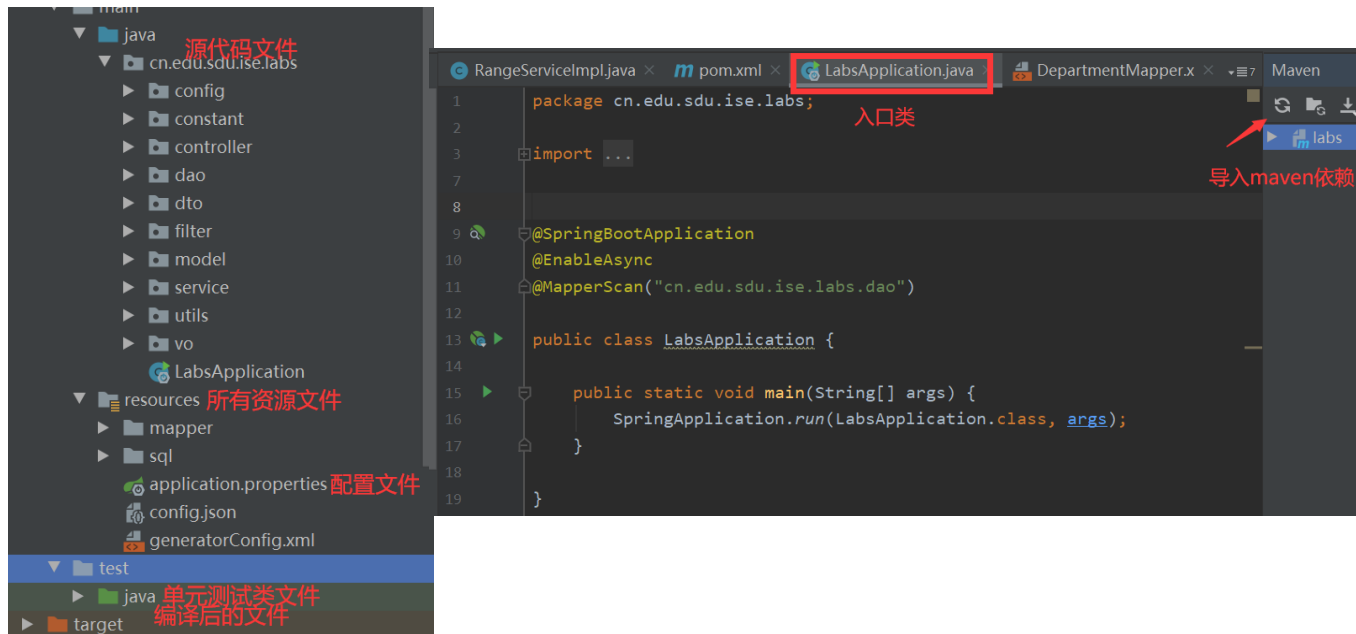 main
java
源代码文件
cn.edu.sdu.ise.labs
config
constant
controller
dao
dto
filter
model
service
utils
vo
LabsApplication
resources 所有资源文件
mapper
sql
application.properties 配置文件
config.json
generatorConfig.xml
test
java 单元测试类文件
编译后的文件
target
RangeServiceImpl.java × pom.xml × LabsApplication.java × DepartmentMapper.x × 7 Maven
1 package cn.edu.sdu.ise.labs;
入口类
2
3 import ...
labs
导入maven依赖
7
8
9 @SpringBootApplication
10 @EnableAsync
11 @MapperScan("cn.edu.sdu.ise.labs.dao")
12
13 public class LabsApplication {
14
15 public static void main(String[] args) {
16 SpringApplication.run(LabsApplication.class, args);
17 }
18
19 }